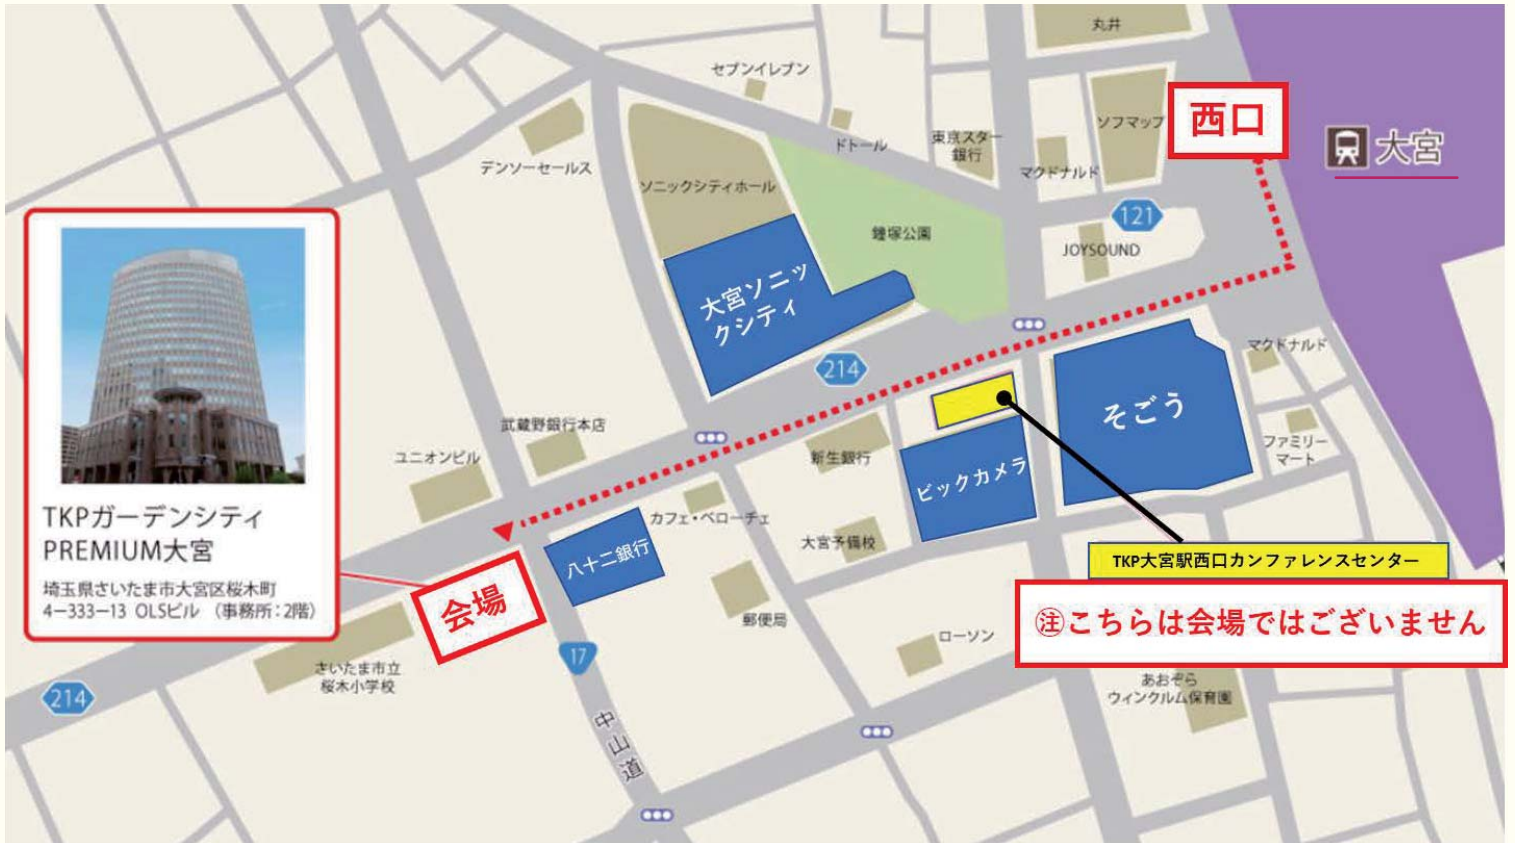 丸井
セブンイレブン
ドトール
東京スター
銀行
マクドナルド
ソフマップ
西口
大宮
デンソーセールス
ソニックシティホール
鐘塚公園
121
JOYSOUND
大宮ソニッ
クシティ
214
マクドナルド
そごう
ファミリー
マート
武蔵野銀行本店
ユニオンビル
新生銀行
ビックカメラ
カフェ・ベローチェ
大宮予備校
八十二銀行
TKPガーデンシティ
PREMIUM大宮
埼玉県さいたま市大宮区桜木町
4−333−13 OLSビル （事務所：2階）
会場
TKP大宮駅西口カンファレンスセンター
㊟こちらは会場ではございません
郵便局
ローソン
さいたま市立
桜木小学校
17
214
中山道
あおぞら
ウィンクルム保育園